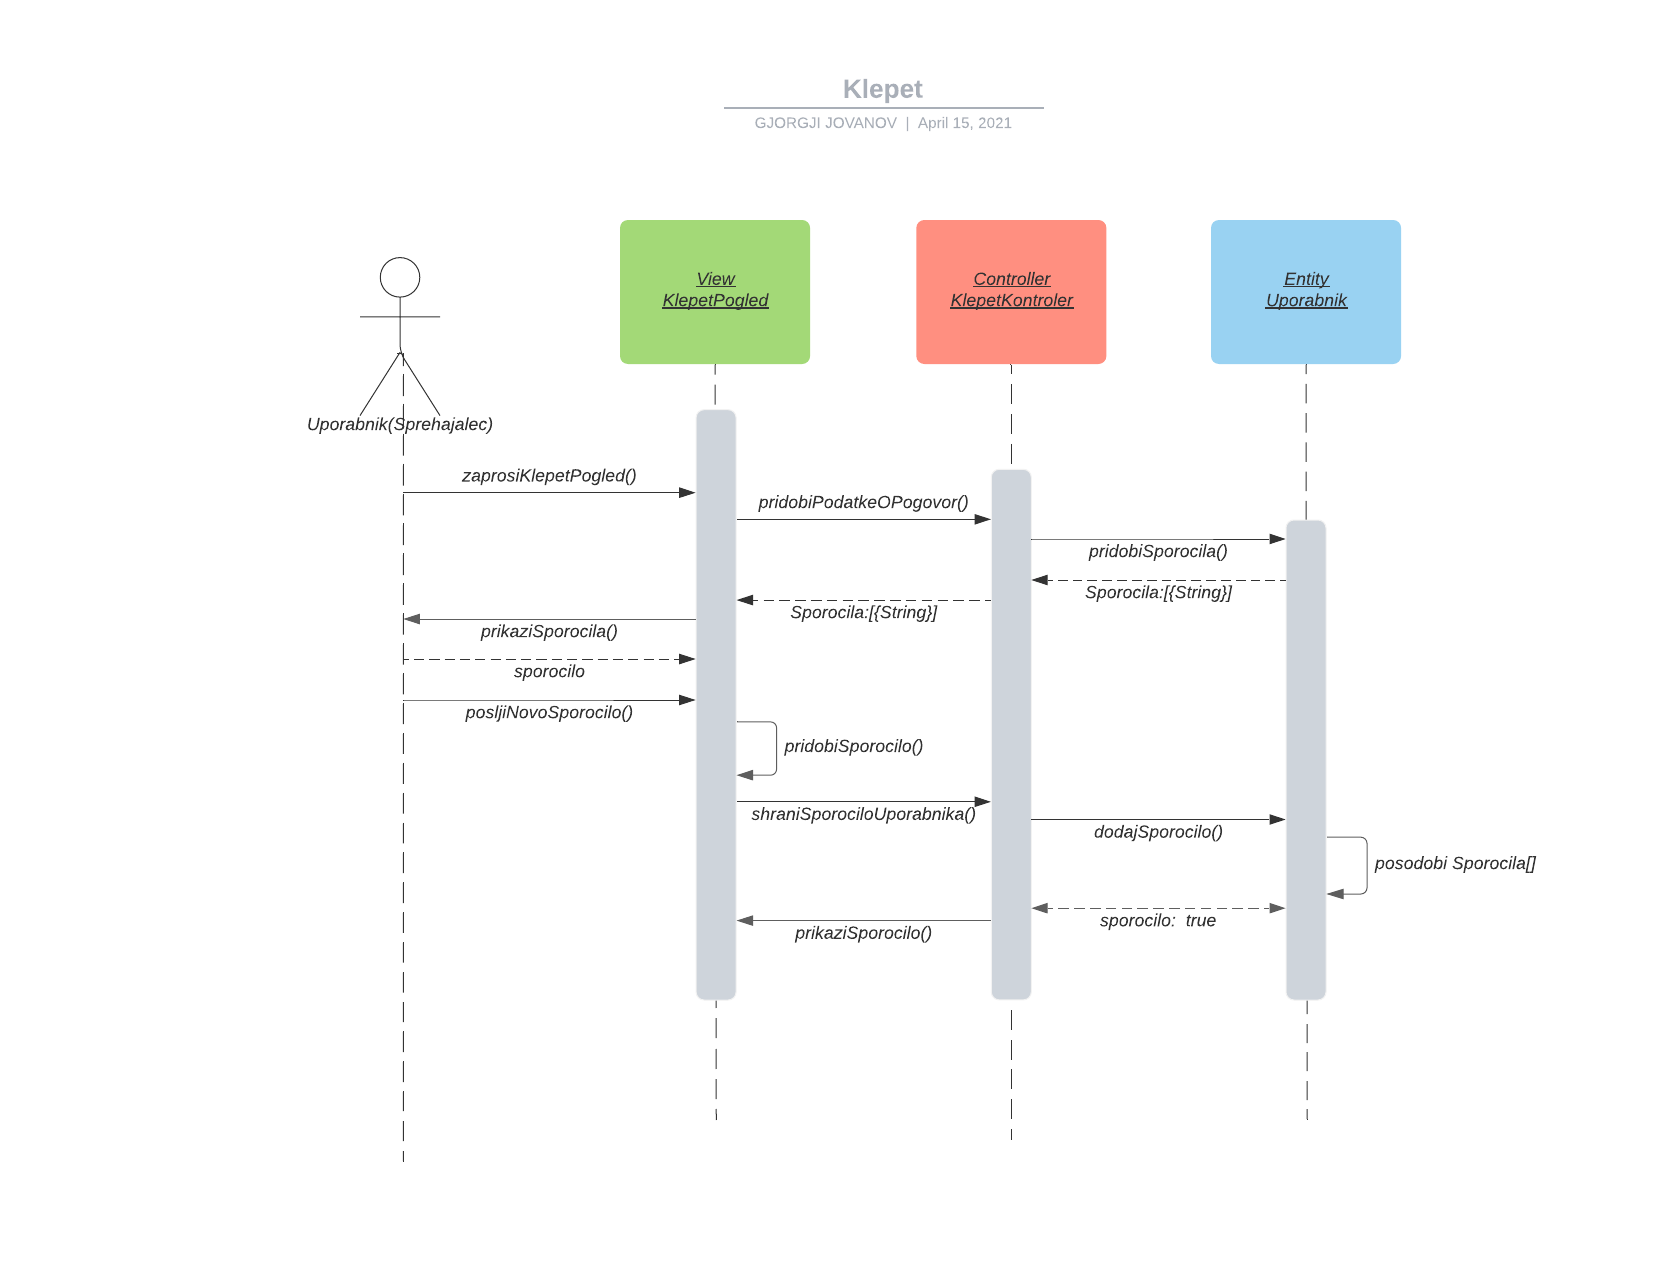 Klepet
GJORGJI JOVANOV | April 15, 2021
View
KlepetPogled
Controller
KlepetKontroler
Entity
Uporabnik
Uporabnik(Sprehajalec)
zaprosiKlepetPogled()
pridobiPodatkeOPogovor()
pridobiSporocila()
Sporocila:[{String}]
Sporocila:[{String}]
prikaziSporocila()
sporocilo
posljiNovoSporocilo()
pridobiSporocilo()
shraniSporociloUporabnika()
dodajSporocilo()
posodobi Sporocila[]
sporocilo: true
prikaziSporocilo()